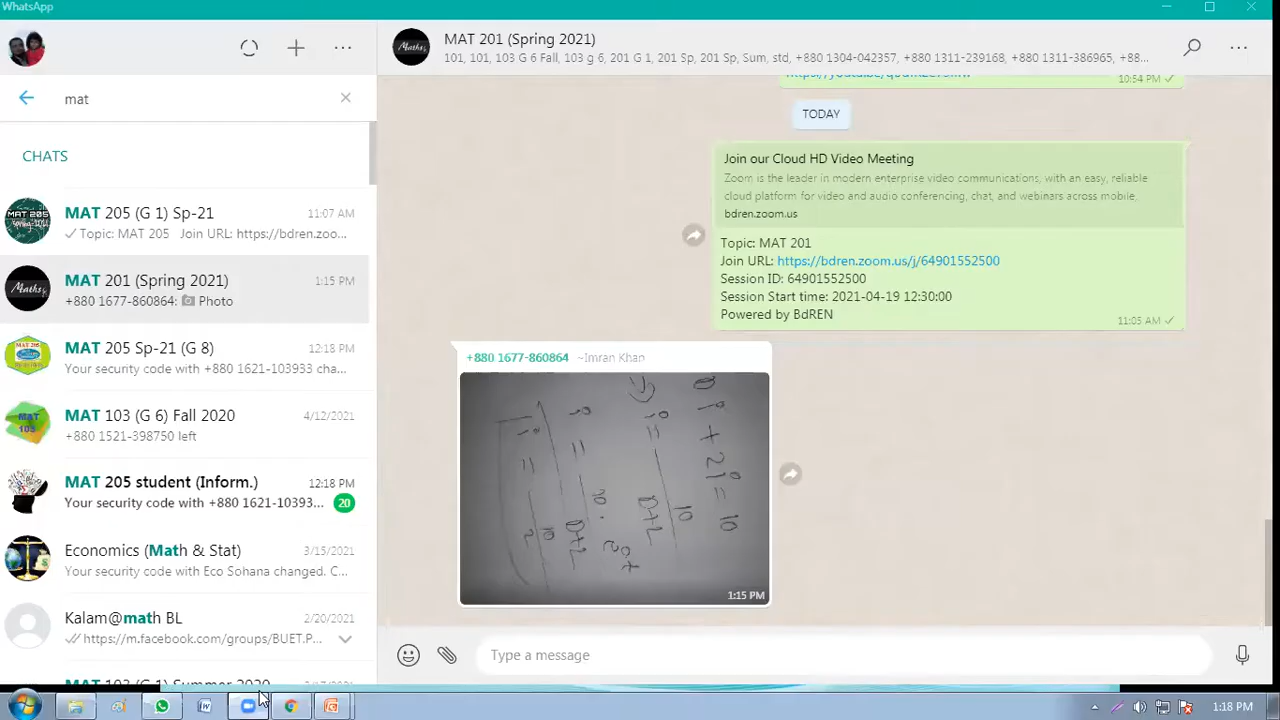 WhatsApp
mat
CHATS
MAT 205 (G 1) Sp-21 11:07 AM
Topic: MAT 205 Join URL: https://bdren.zoo...
MAT 201 (Spring 2021) 1:15 PM
+880 1677-860864: Photo
MAT 205 Sp-21 (G 8) 12:18 PM
Your security code with +880 1621-103933 cha...
MAT 103 (G 6) Fall 2020 4/12/2021
+880 1521-398750 left
MAT 205 student (Inform.) 12:18 PM
Your security code with +880 1621-10393... 20
Economics (Math & Stat) 3/15/2021
Your security code with Eco Sohana changed. C...
Kalam@math BL 2/20/2021
https://m.facebook.com/groups/BUET.P...
MAT 103 (G 1) Summer 2020
Maths
MAT 201 (Spring 2021)
101, 101, 103 G 6 Fall, 103 g 6, 201 G 1, 201 Sp, 201 Sp, Sum, std, +880 1304-042357, +880 1311-239168, +880 1311-386965, +88...
10:54 PM
TODAY
Join our Cloud HD Video Meeting
Zoom is the leader in modern enterprise video communications, with an easy, reliable
cloud platform for video and audio conferencing, chat, and webinars across mobile,
bdren.zoom.us
Topic: MAT 201
Join URL: https://bdren.zoom.us/j/64901552500
Session ID: 64901552500
Session Start time: 2021-04-19 12:30:00
Powered by BdREN
11:05 AM
+880 1677-860864 ~Imran Khan
i + 2i = 10
i = 10 / D+2
1:15 PM
Type a message
1:18 PM